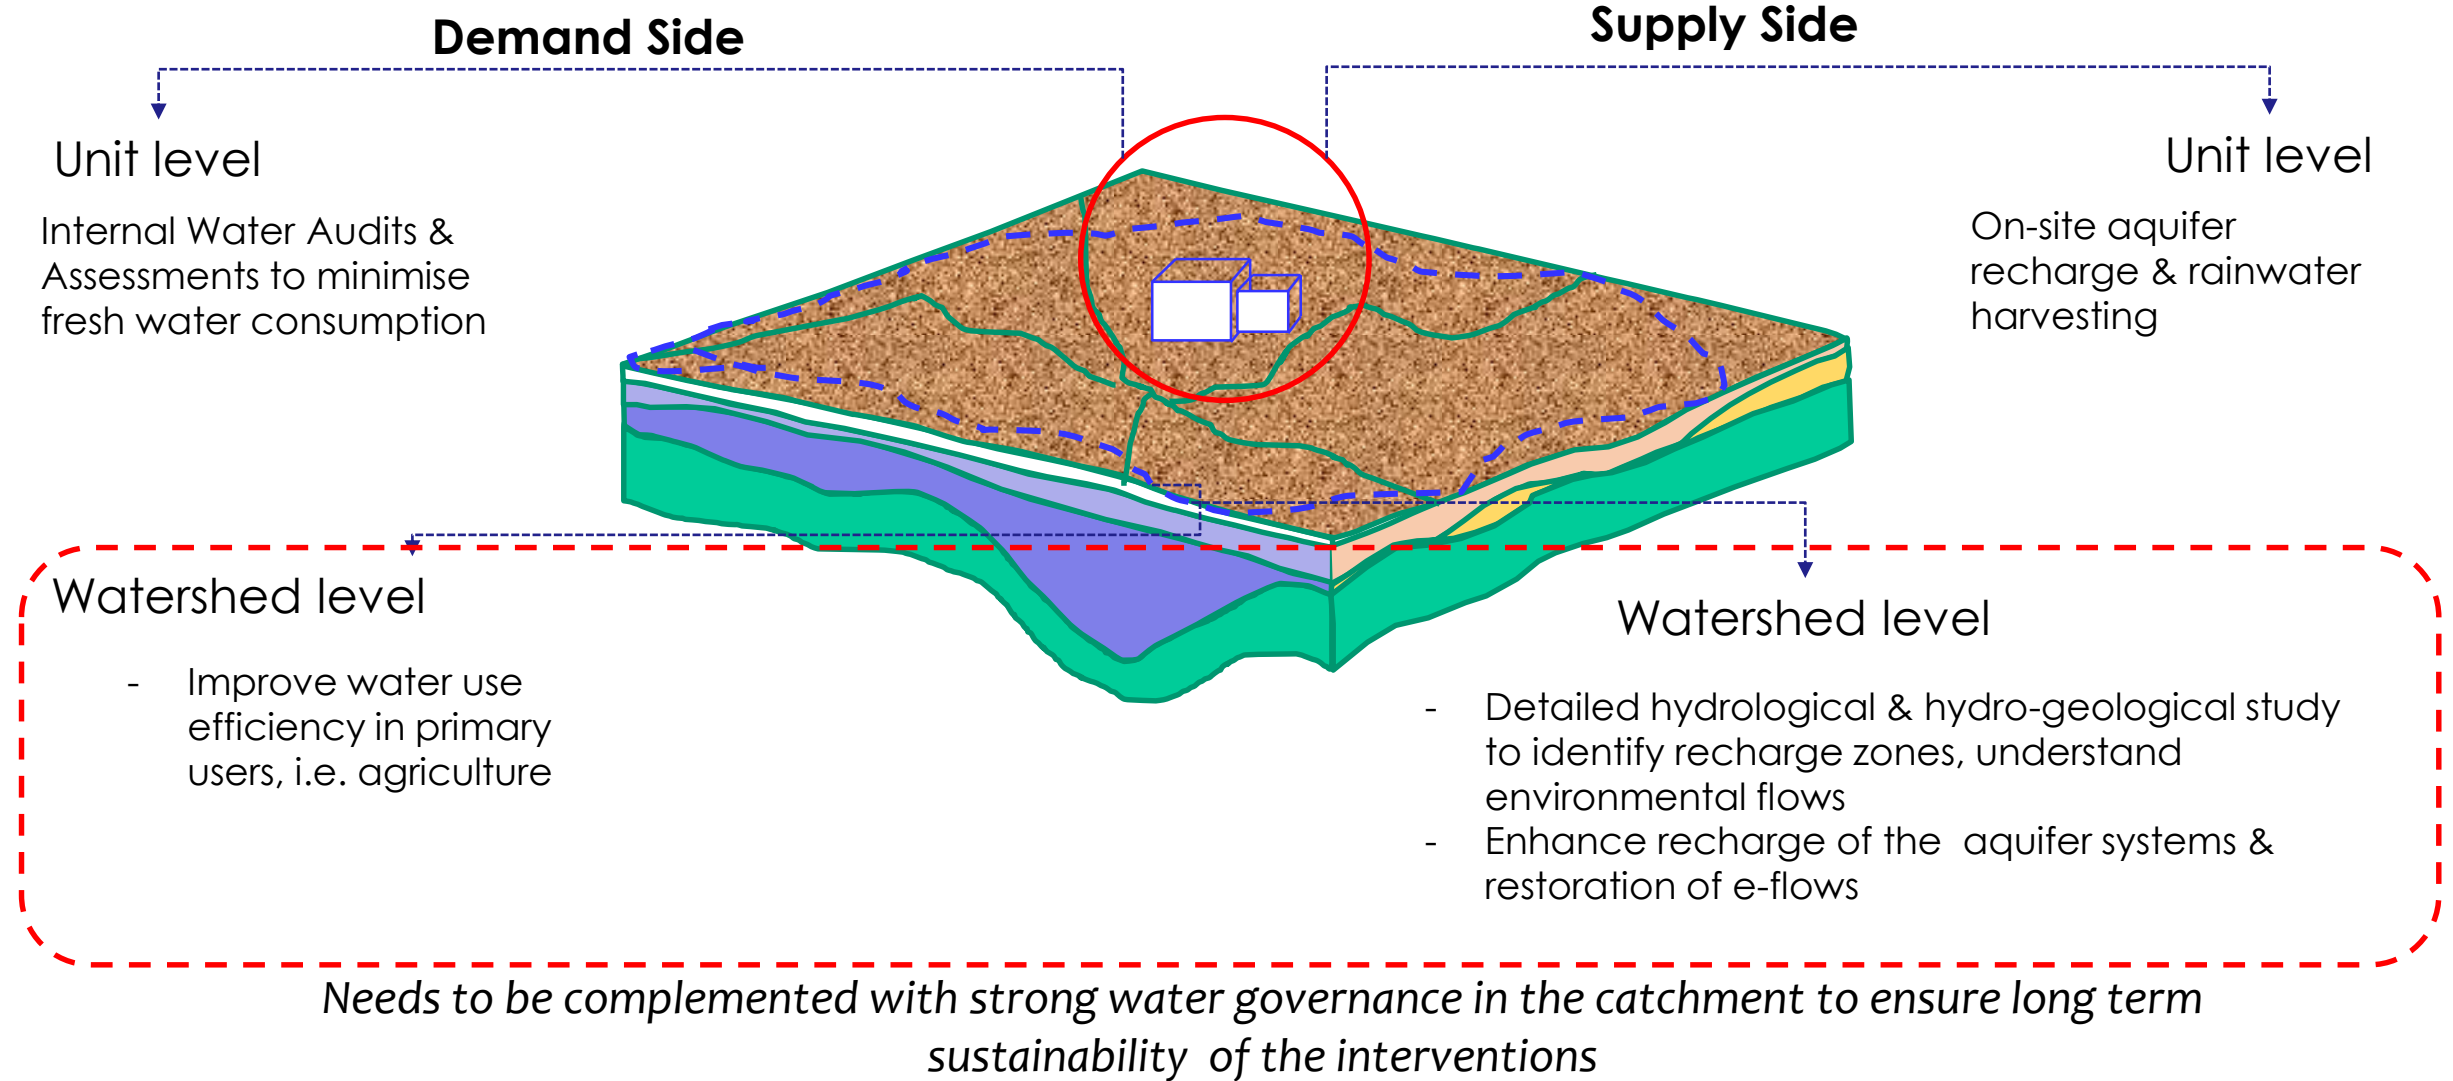 Demand Side
Supply Side
Unit level
Internal Water Audits &
Assessments to minimise
fresh water consumption
Unit level
On-site aquifer
recharge & rainwater
harvesting
Watershed level
- Improve water use
efficiency in primary
users, i.e. agriculture
Watershed level
- Detailed hydrological & hydro-geological study
to identify recharge zones, understand
environmental flows
- Enhance recharge of the  aquifer systems &
restoration of e-flows
Needs to be complemented with strong water governance in the catchment to ensure long term
sustainability  of the interventions